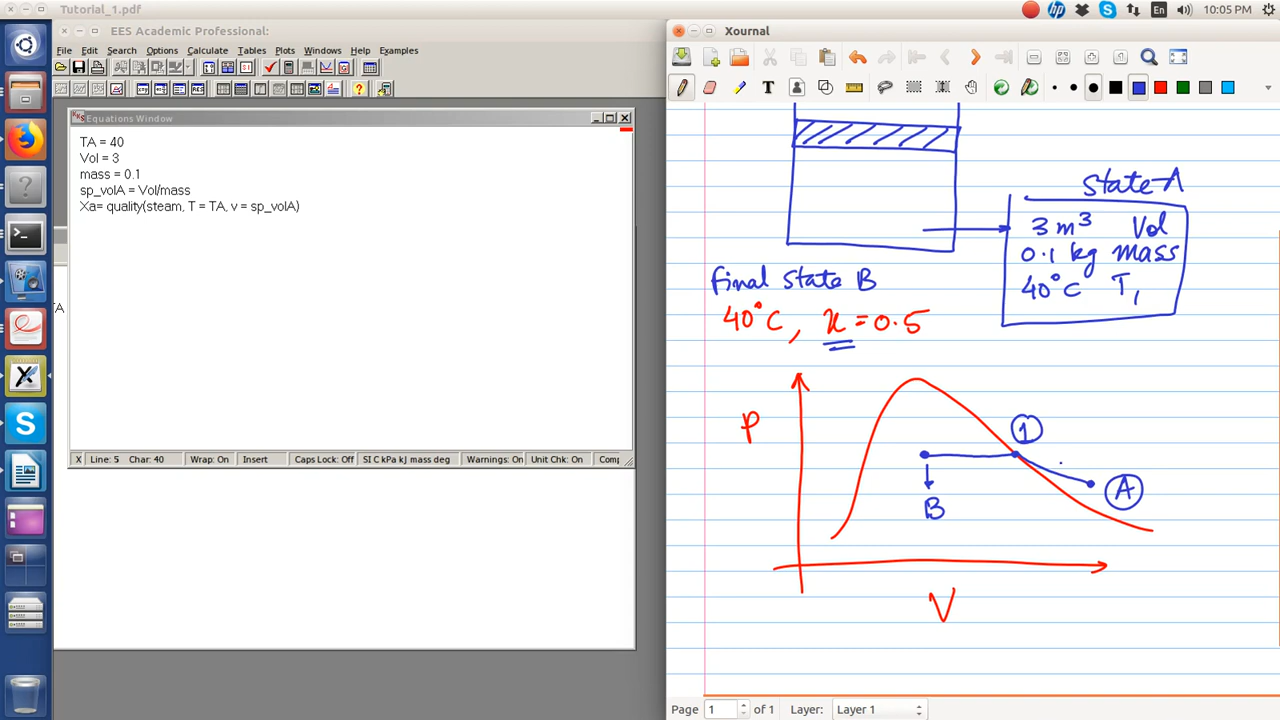 Tutorial_1.pdf
En 10:05 PM
EES Academic Professional:
File Edit Search Options Calculate Tables Plots Windows Help Examples
Equations Window
TA = 40
Vol = 3
mass = 0.1
sp_volA = Vol/mass
Xa= quality(steam, T = TA, v = sp_volA)
X Line: 5 Char: 40 Wrap: On Insert Caps Lock: Off SI C kPa kJ mass deg Warnings: On Unit Chk: On Comp
TA
Xournal
State-A
3 m³ Vol
0.1 kg mass
40°C T₁
final state B
40°C, x = 0.5
P
1
A
B
V
Page 1 of 1 Layer: Layer 1